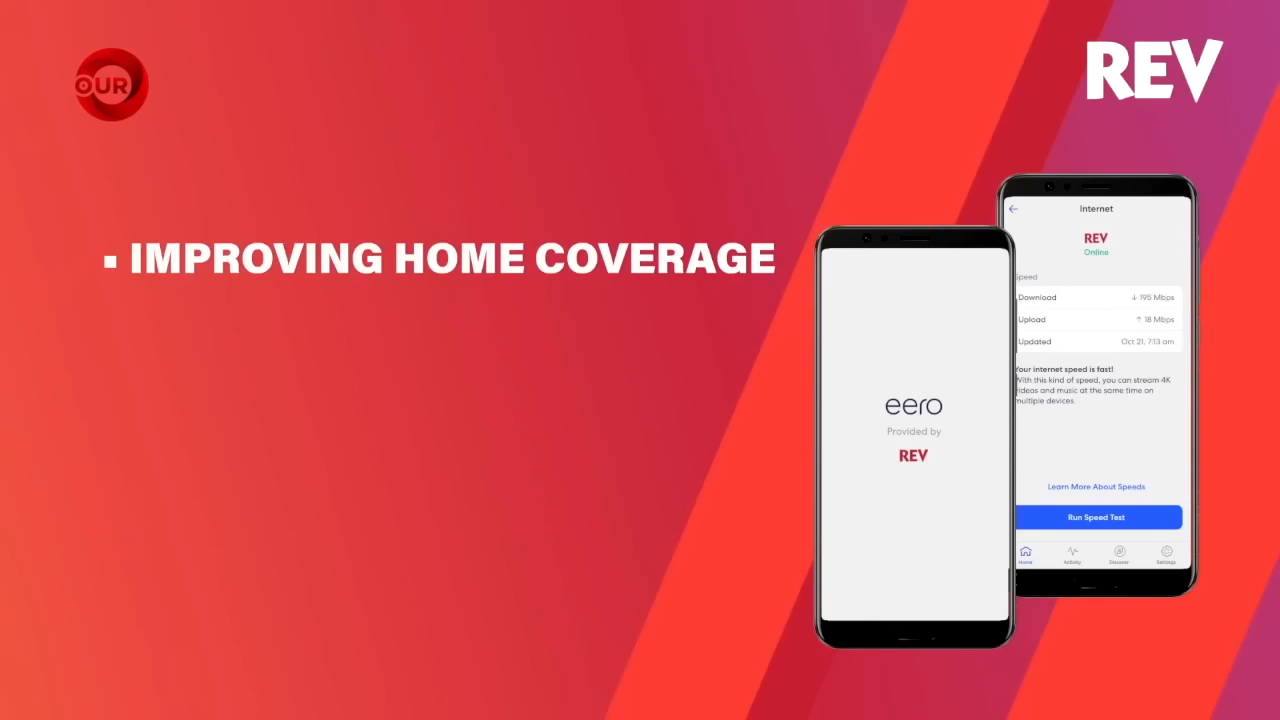 OUR
REV
▪ IMPROVING HOME COVERAGE
eero
Provided by
REV
Internet
REV
Online
Speed
Download ↓ 195 Mbps
Upload ↑ 18 Mbps
Updated Oct 21, 7:13 am
Your internet speed is fast!
With this kind of speed, you can stream 4K
videos and music at the same time on
multiple devices.
Learn More About Speeds
Run Speed Test
Home Activity Discover Settings